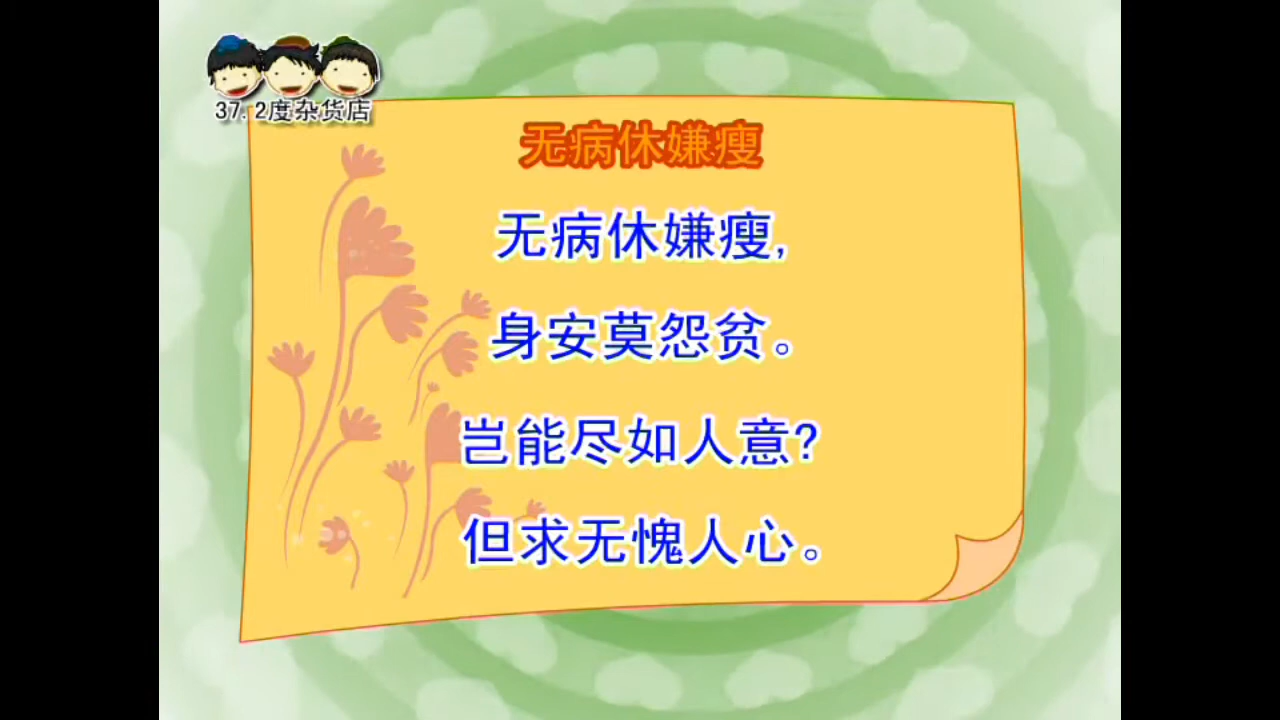 37.2度杂货店
无病休嫌瘦
无病休嫌瘦,
身安莫怨贫。
岂能尽如人意?
但求无愧人心。